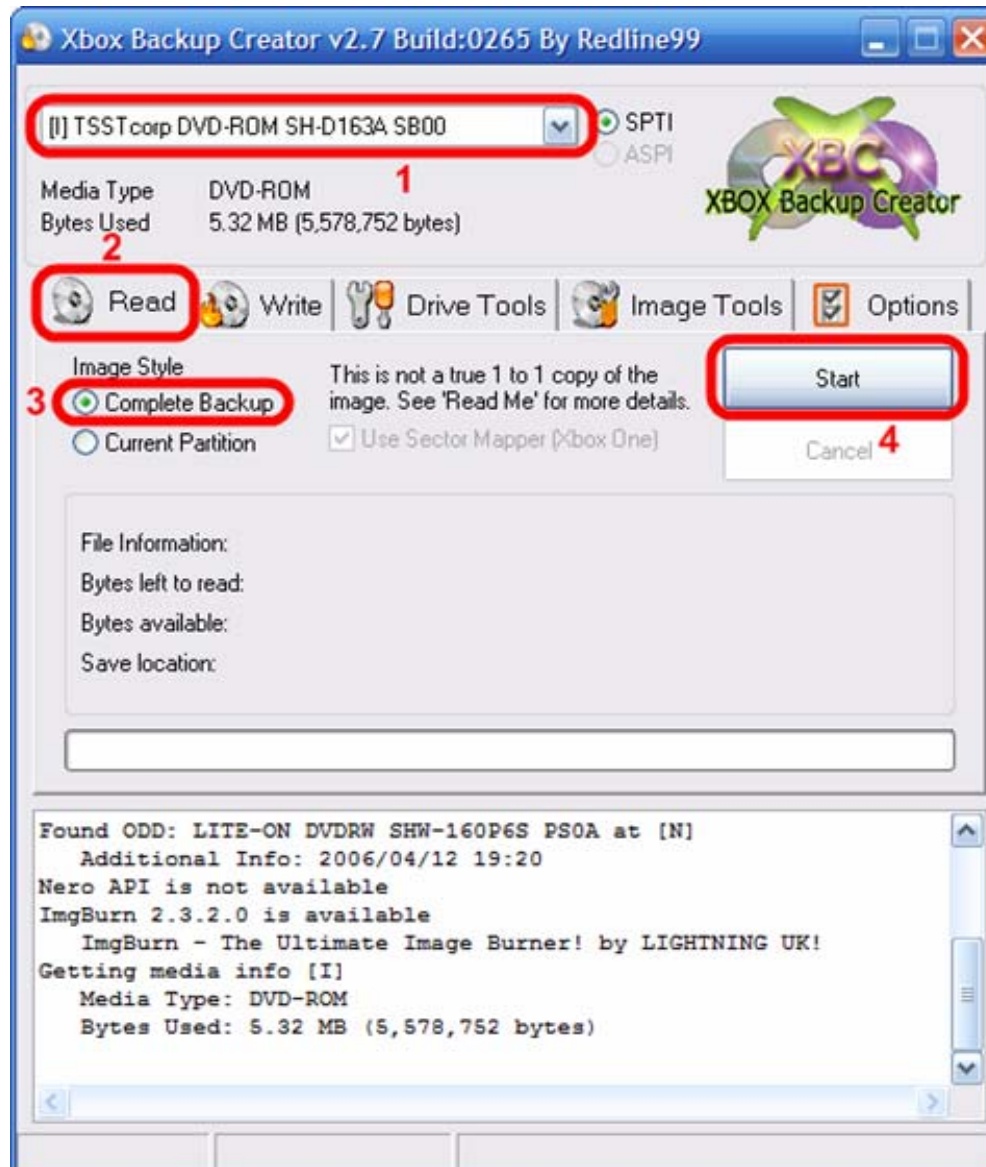 Xbox Backup Creator v2.7 Build:0265 By Redline99
[I] TSSTcorp DVD-ROM SH-D163A SB00
SPTI
ASPI
XBC
XBOX Backup Creator
1
Media Type DVD-ROM
Bytes Used 5.32 MB (5,578,752 bytes)
2
Read Write Drive Tools Image Tools Options
Image Style
3 Complete Backup
Current Partition
This is not a true 1 to 1 copy of the
image. See 'Read Me' for more details.
Use Sector Mapper (Xbox One)
Start
Cancel 4
File Information:
Bytes left to read:
Bytes available:
Save location:
Found ODD: LITE-ON DVDRW SHW-160P6S PS0A at [N]
Additional Info: 2006/04/12 19:20
Nero API is not available
ImgBurn 2.3.2.0 is available
ImgBurn - The Ultimate Image Burner! by LIGHTNING UK!
Getting media info [I]
Media Type: DVD-ROM
Bytes Used: 5.32 MB (5,578,752 bytes)